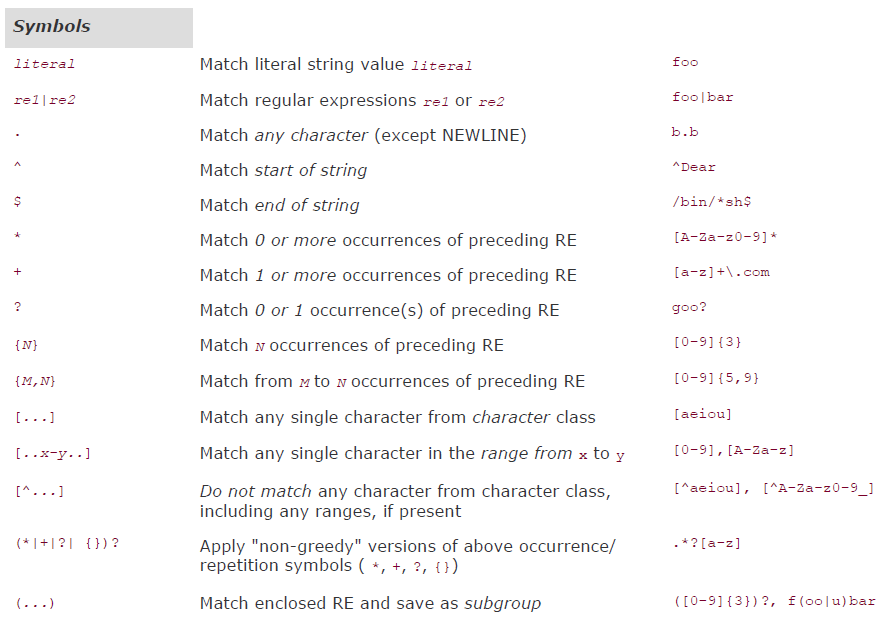 Symbols
literal Match literal string value literal foo
re1|re2 Match regular expressions re1 or re2 foo|bar
. Match any character (except NEWLINE) b.b
^ Match start of string ^Dear
$ Match end of string /bin/*sh$
* Match 0 or more occurrences of preceding RE [A-Za-z0-9]*
+ Match 1 or more occurrences of preceding RE [a-z]+\.com
? Match 0 or 1 occurrence(s) of preceding RE goo?
{N} Match N occurrences of preceding RE [0-9]{3}
{M,N} Match from M to N occurrences of preceding RE [0-9]{5,9}
[...] Match any single character from character class [aeiou]
[..x-y..] Match any single character in the range from x to y [0-9],[A-Za-z]
[^...] Do not match any character from character class, [^aeiou], [^A-Za-z0-9_]
including any ranges, if present
(*|+|?| {})? Apply "non-greedy" versions of above occurrence/ .*?[a-z]
repetition symbols ( *, +, ?, {})
(...) Match enclosed RE and save as subgroup ([0-9]{3})?, f(oo|u)bar